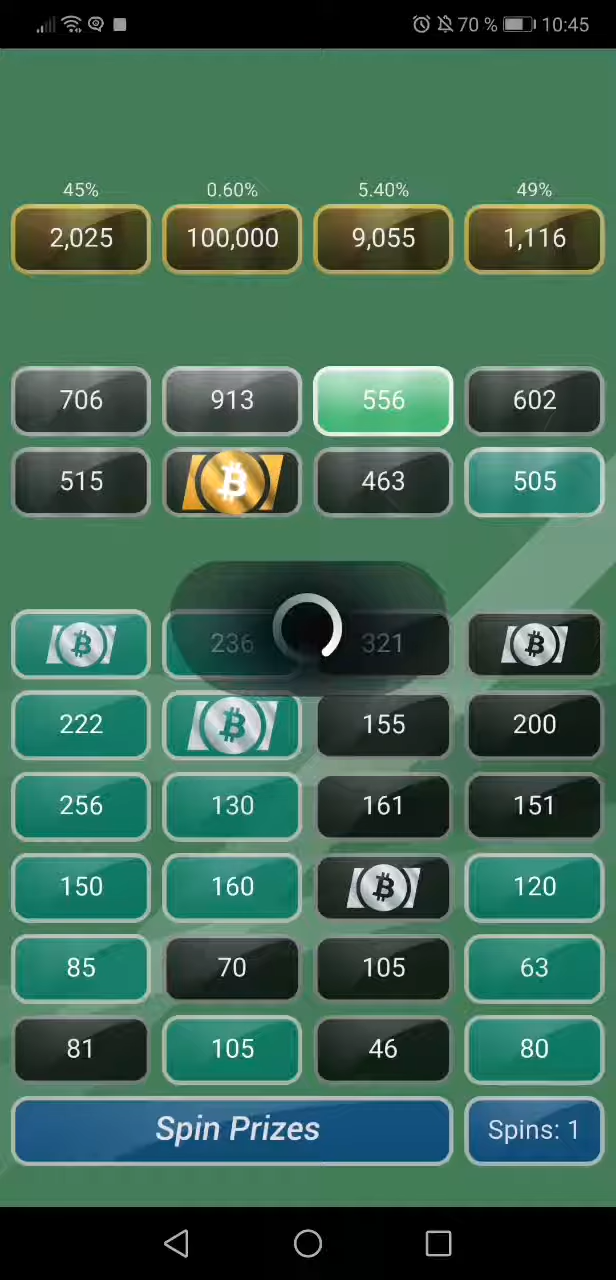 70 % 10:45
45% 0.60% 5.40% 49%
2,025 100,000 9,055 1,116
706 913 556 602
515 463 505
236 321
222 155 200
256 130 161 151
150 160 120
85 70 105 63
81 105 46 80
Spin Prizes Spins: 1